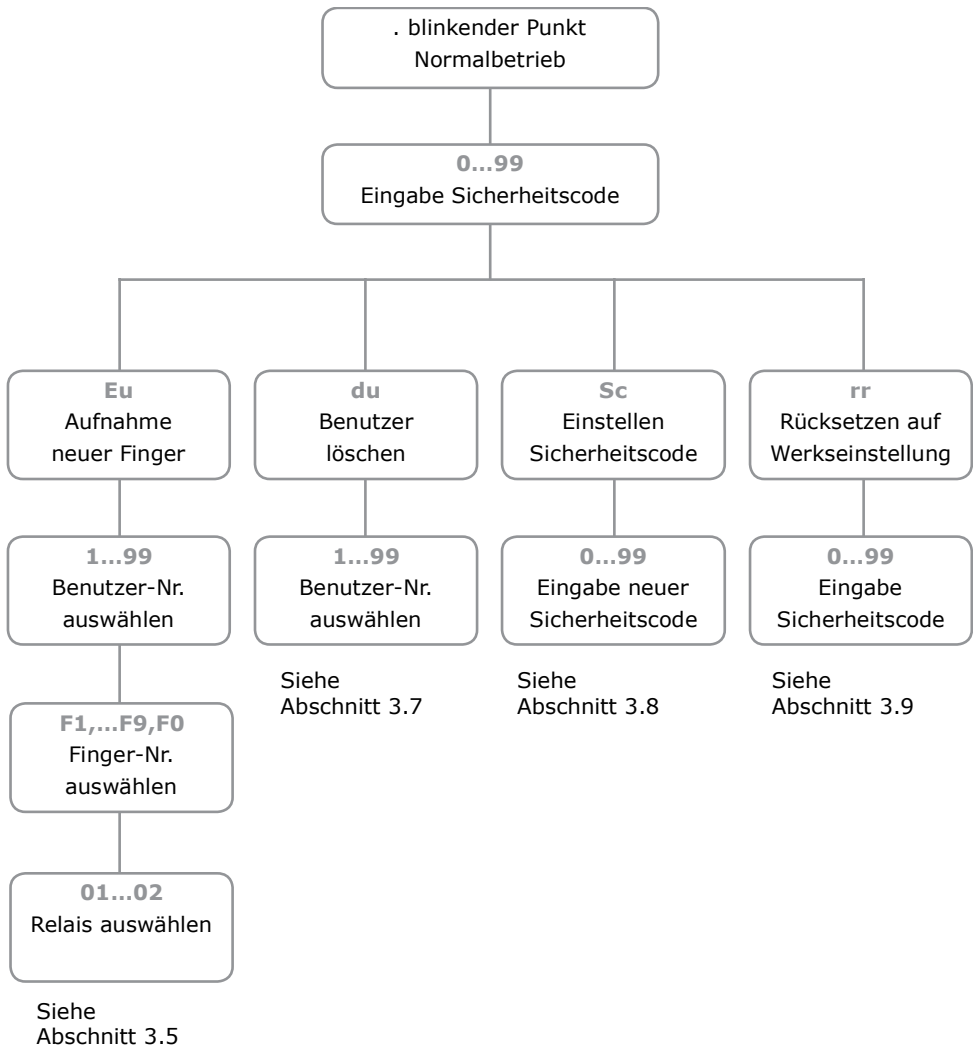 . blinkender Punkt
Normalbetrieb
0...99
Eingabe Sicherheitscode
Eu
Aufnahme
neuer Finger
du
Benutzer
löschen
Sc
Einstellen
Sicherheitscode
rr
Rücksetzen auf
Werkseinstellung
1...99
Benutzer-Nr.
auswählen
1...99
Benutzer-Nr.
auswählen
0...99
Eingabe neuer
Sicherheitscode
0...99
Eingabe
Sicherheitscode
Siehe
Abschnitt 3.7
Siehe
Abschnitt 3.8
Siehe
Abschnitt 3.9
F1,...F9,F0
Finger-Nr.
auswählen
01...02
Relais auswählen
Siehe
Abschnitt 3.5